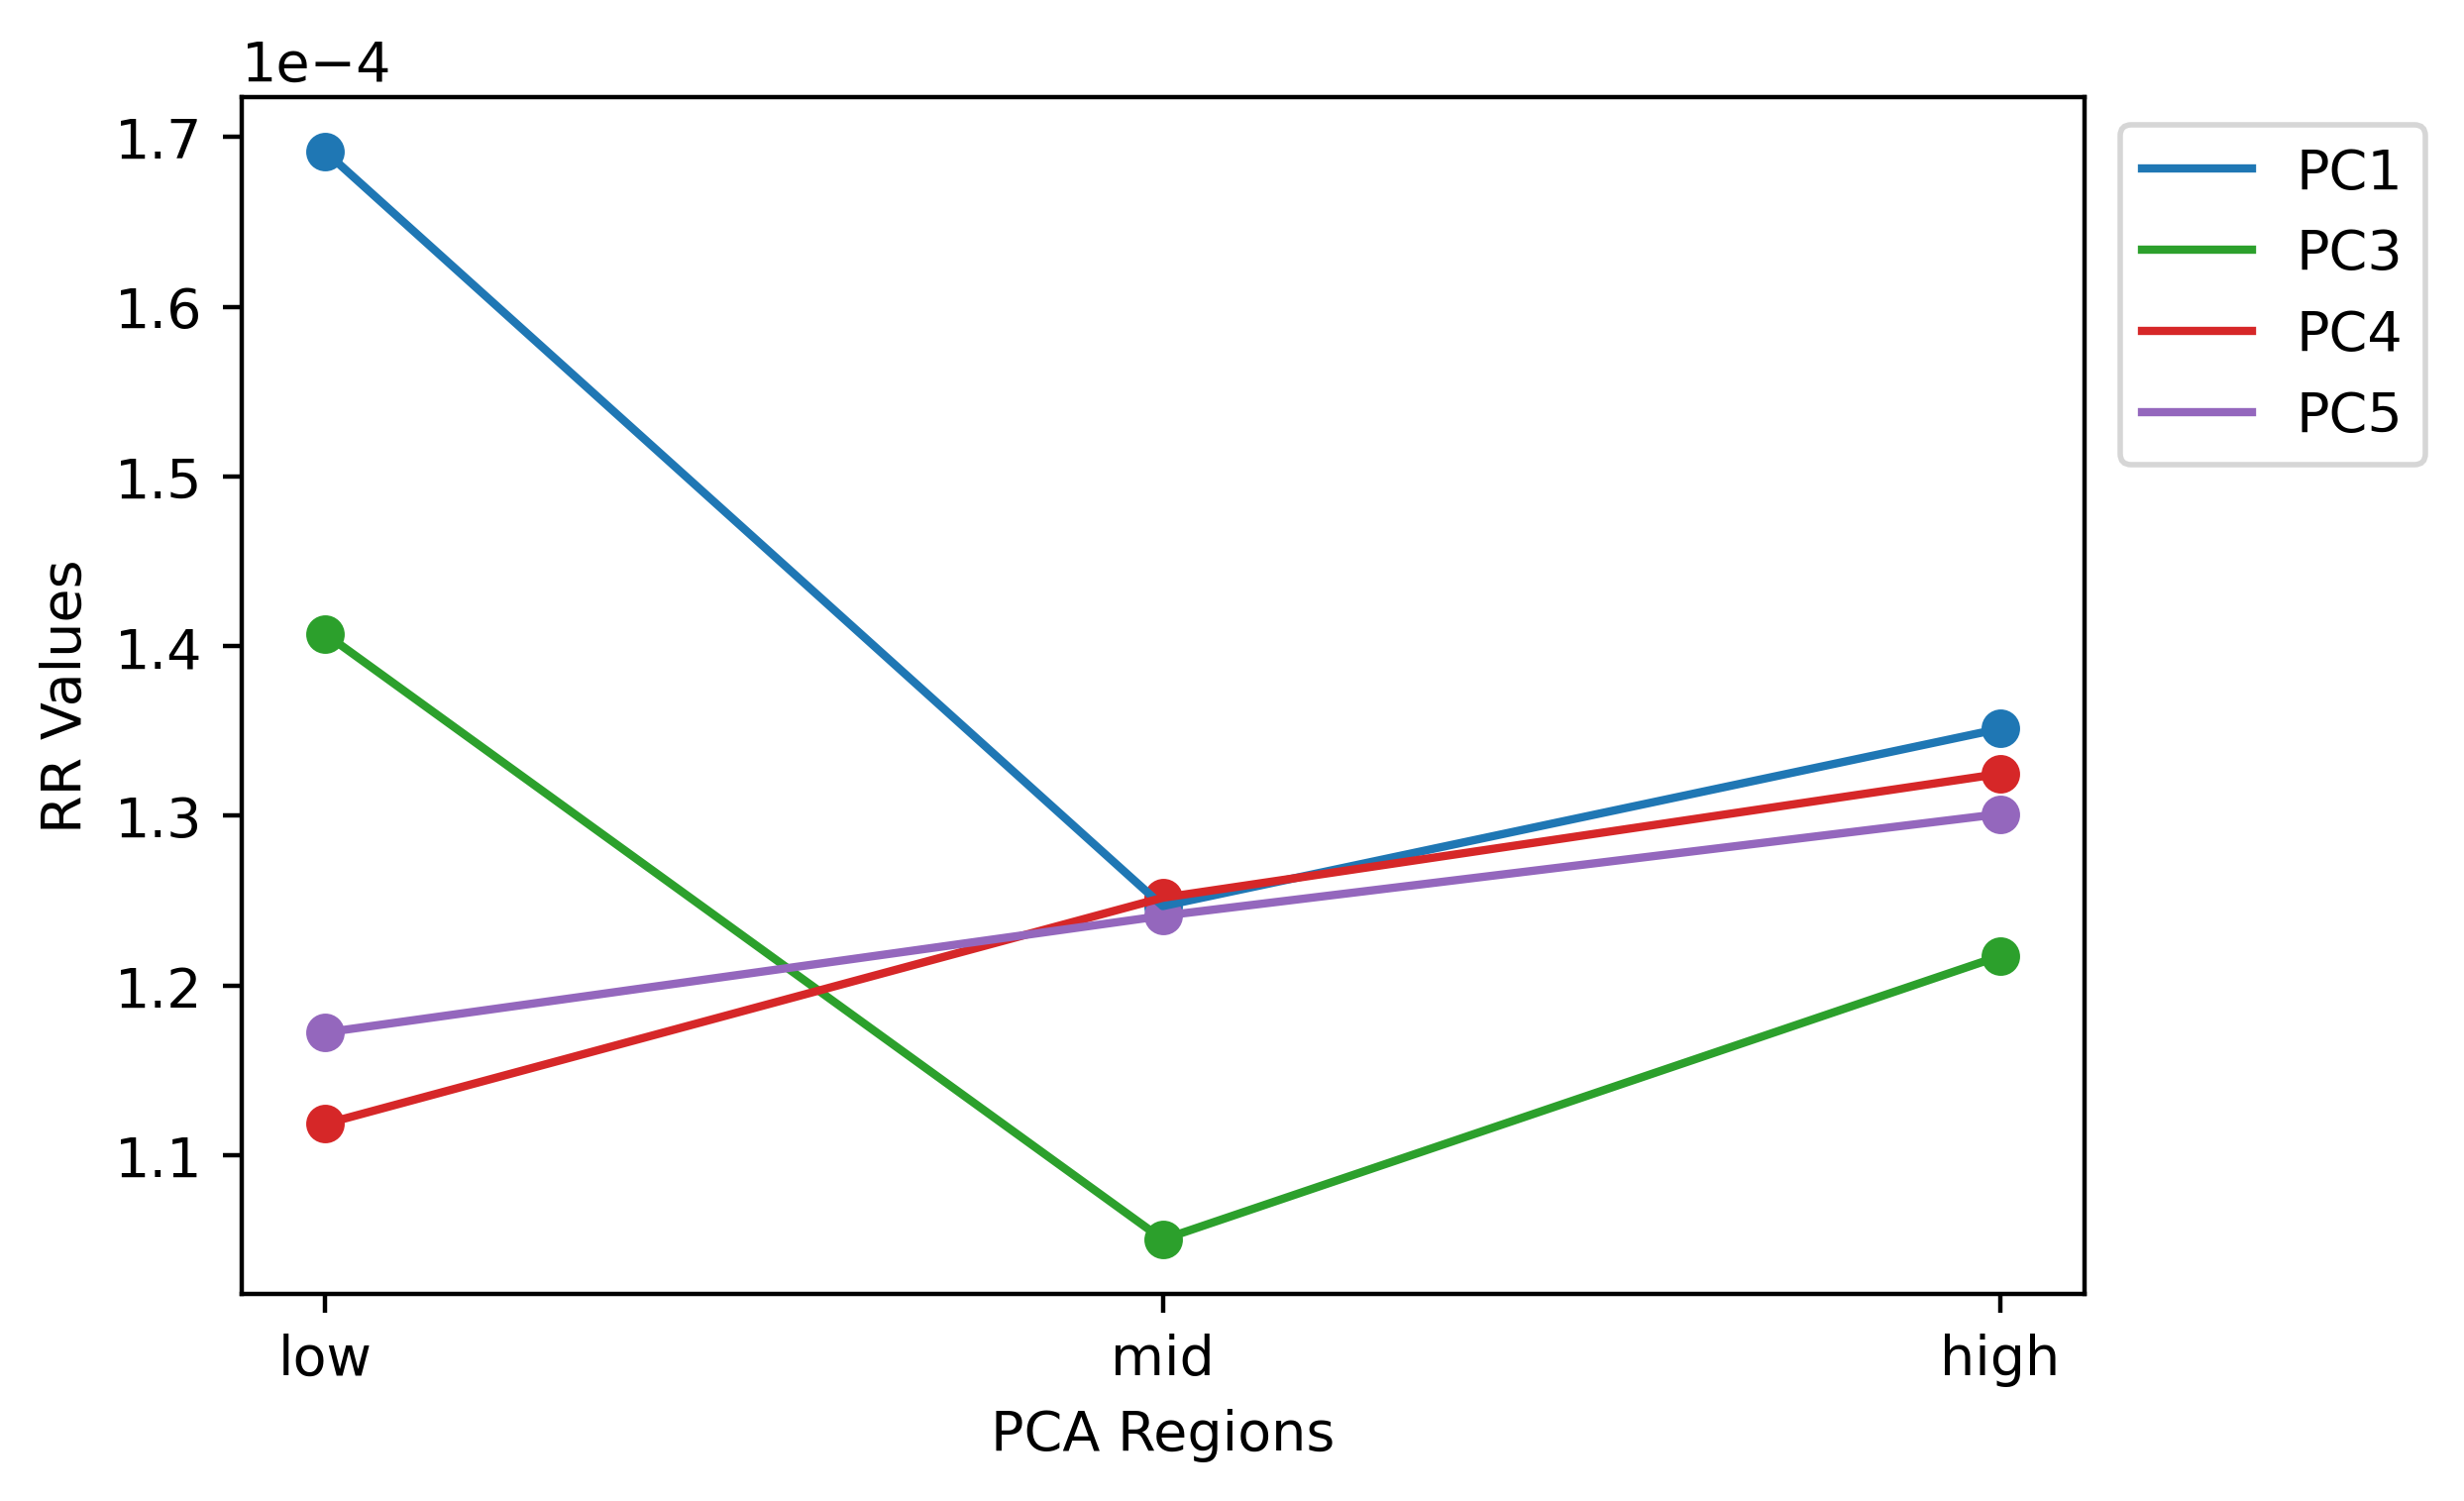 1e−4
1.7
1.6
1.5
1.4
1.3
1.2
1.1
RR Values
low
mid
high
PCA Regions
PC1
PC3
PC4
PC5